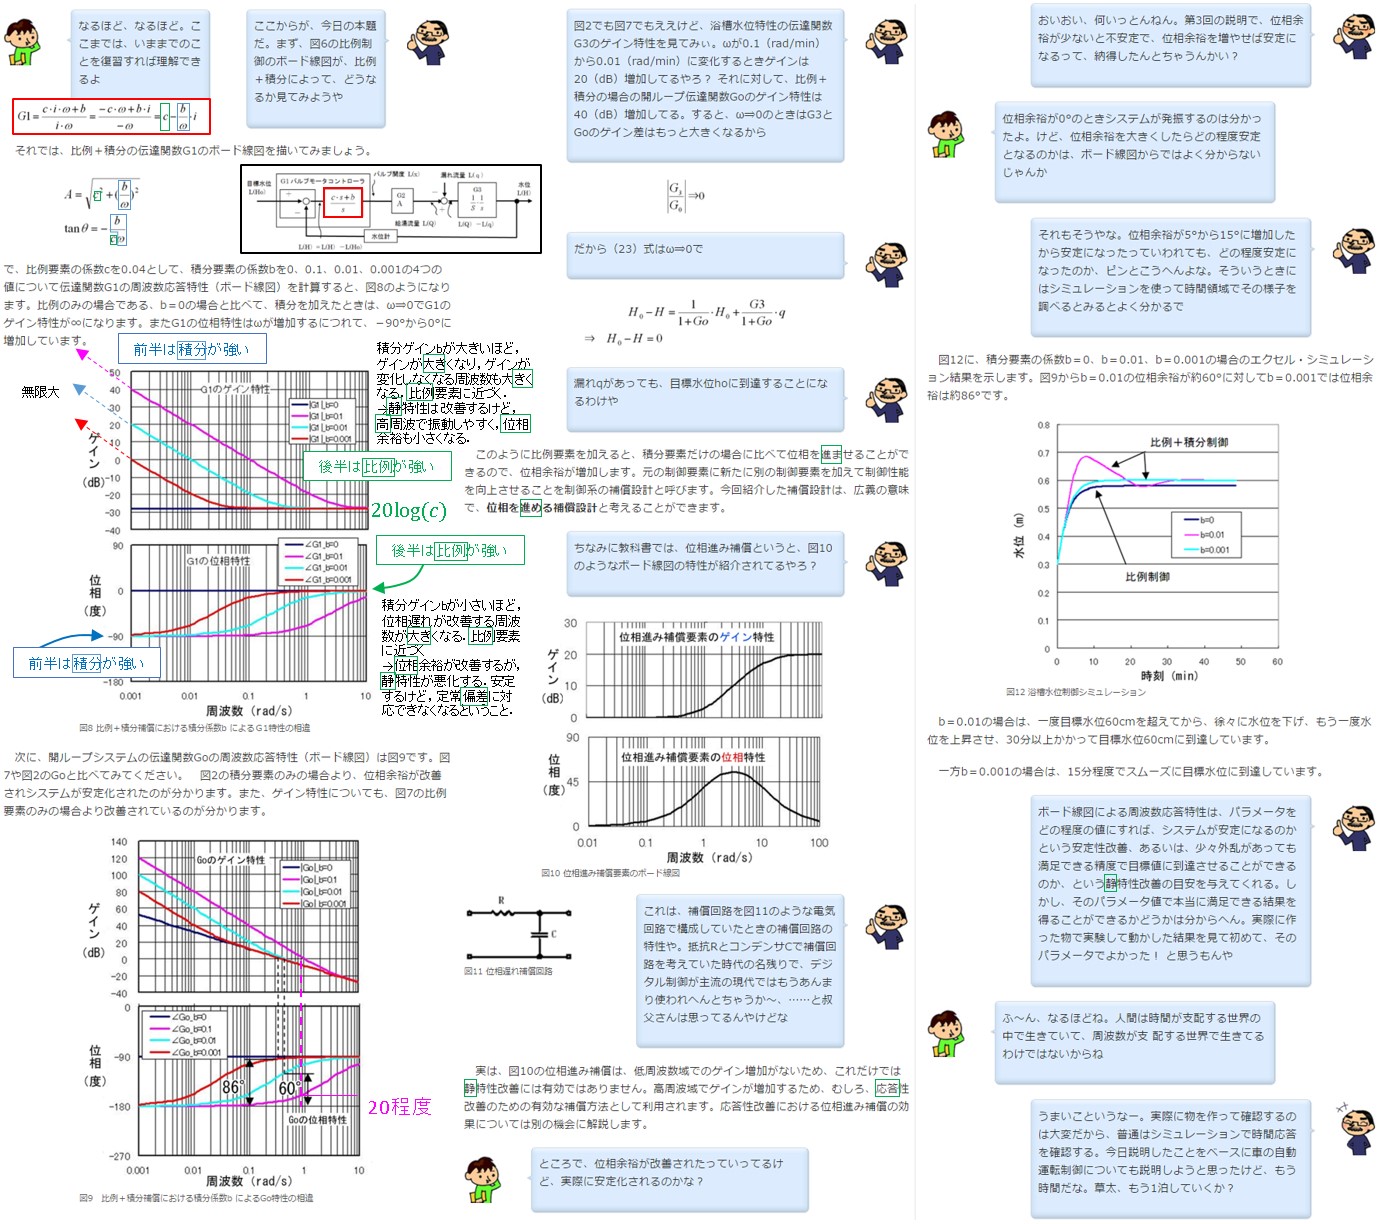 なるほど、なるほど。ここまでは、いままでのことを復習すれば理解できるよ
ここからが、今日の本題だ。まず、図6の比例制御のボード線図が、比例＋積分によって、どうなるか見てみようや
G1 = (c·i·ω+b)/(i·ω) = (−c·ω+b·i)/(−ω) = c − (b/ω)·i
それでは、比例＋積分の伝達関数G1のボード線図を描いてみましょう。
A = √(c² + (b/ω)²)
tan θ = − b/(cω)
目標水位
L(Ho)
G1 バルブモータコントローラ
バルブ開度 L(x)
漏れ流量 L(q)
水位
L(H)
c·s+b
s
G2
A
G3
1 1
S s
給湯流量 L(Q)
L(Q) −L(q)
水位計
L(H) =L(H) −L(Ho)
で、比例要素の係数cを0.04として、積分要素の係数bを0、0.1、0.01、0.001の4つの
値について伝達関数G1の周波数応答特性（ボード線図）を計算すると、図8のようになり
ます。比例のみの場合である、b＝0の場合と比べて、積分を加えたときは、ω⇒0でG1の
ゲイン特性が∞になります。またG1の位相特性はωが増加するにつれて、－90°から0°に
増加しています。
前半は積分が強い
無限大
積分ゲインbが大きいほど，
ゲインが大きくなり，ゲインが
変化しなくなる周波数も大きく
なる．比例要素に近づく．
→静特性は改善するけど，
高周波で振動しやすく，位相
余裕も小さくなる．
後半は比例が強い
20log(c)
G1のゲイン特性
|G1|_b=0
|G1|_b=0.1
|G1|_b=0.01
|G1|_b=0.001
ゲイン (dB)
50
40
30
20
10
0
-10
-20
-30
-40
後半は比例が強い
G1の位相特性
∠G1_b=0
∠G1_b=0.1
∠G1_b=0.01
∠G1_b=0.001
位相 (度)
90
0
-90
-180
前半は積分が強い
0.001 0.01 0.1 1 10
周波数 (rad/s)
積分ゲインbが小さいほど，
位相遅れが改善する周波
数が大きくなる．比例要素
に近づく
→位相余裕が改善するが，
静特性が悪化する．安定
するけど，定常偏差に対
応できなくなるということ．
図8 比例＋積分補償における積分係数b によるG1特性の相違
次に、開ループシステムの伝達関数Goの周波数応答特性（ボード線図）は図9です。図
7や図2のGoと比べてみてください。 図2の積分要素のみの場合より、位相余裕が改善
されシステムが安定化されたのが分かります。また、ゲイン特性についても、図7の比例
要素のみの場合より改善されているのが分かります。
Goのゲイン特性
|Go|_b=0
|Go|_b=0.1
|Go|_b=0.01
|Go|_b=0.001
ゲイン (dB)
140
120
100
80
60
40
20
0
-20
-40
∠Go_b=0
∠Go_b=0.1
∠Go_b=0.01
∠Go_b=0.001
位相 (度)
0
-90
-180
-270
86°
60°
Goの位相特性
20程度
0.001 0.01 0.1 1 10
周波数 (rad/s)
図9 比例＋積分補償における積分係数b によるGo特性の相違
図2でも図7でもええけど、浴槽水位特性の伝達関数
G3のゲイン特性を見てみぃ。ωが0.1（rad/min）
から0.01（rad/min）に変化するときゲインは
20（dB）増加してるやろ？ それに対して、比例＋
積分の場合の開ループ伝達関数Goのゲイン特性は
40（dB）増加してる。すると、ω⇒0のときはG3と
Goのゲイン差はもっと大きくなるから
|G3/G0|⇒0
だから（23）式はω⇒0で
H0−H = 1/(1+Go)·H0 + G3/(1+Go)·q
⇒ H0−H=0
漏れqがあっても、目標水位hoに到達することにな
るわけや
このように比例要素を加えると、積分要素だけの場合に比べて位相を進ませることがで
きるので、位相余裕が増加します。元の制御要素に新たに別の制御要素を加えて制御性能
を向上させることを制御系の補償設計と呼びます。今回紹介した補償設計は、広義の意味
で、位相を進める補償設計と考えることができます。
ちなみに教科書では、位相進み補償というと、図10
のようなボード線図の特性が紹介されてるやろ？
位相進み補償要素のゲイン特性
ゲイン (dB)
30
20
10
0
位相進み補償要素の位相特性
位相 (度)
90
45
0
0.01 0.1 1 10 100
周波数 (rad/s)
図10 位相進み補償要素のボード線図
R
C
図11 位相遅れ補償回路
これは、補償回路を図11のような電気
回路で構成していたときの補償回路の
特性や。抵抗RとコンデンサCで補償回
路を考えていた時代の名残りで、デジ
タル制御が主流の現代ではもうあんま
り使われへんとちゃうか～、……と叔
父さんは思ってるんやけどな
実は、図10の位相進み補償は、低周波数域でのゲイン増加がないため、これだけでは
静特性改善には有効ではありません。高周波域でゲインが増加するため、むしろ、応答性
改善のための有効な補償方法として利用されます。応答性改善における位相進み補償の効
果については別の機会に解説します。
ところで、位相余裕が改善されたっていってるけ
ど、実際に安定化されるのかな？
おいおい、何いっとんねん。第3回の説明で、位相余
裕が少ないと不安定で、位相余裕を増やせば安定に
なるって、納得したんとちゃうんかい？
位相余裕が0°のときシステムが発振するのは分かっ
たよ。けど、位相余裕を大きくしたらどの程度安定
となるのかは、ボード線図からではよく分からない
じゃんか
それもそうやな。位相余裕が5°から15°に増加した
から安定になったっていわれても、どの程度安定に
なったのか、ピンとこうへんよな。そういうときに
はシミュレーションを使って時間領域でその様子を
調べるとみるとよく分かるで
図12に、積分要素の係数b＝0、b＝0.01、b＝0.001の場合のエクセル・シミュレーシ
ョン結果を示します。図9からb＝0.01の位相余裕が約60°に対してb＝0.001では位相余
裕は約86°です。
比例＋積分制御
b=0
b=0.01
b=0.001
比例制御
水位 (m)
0.8
0.7
0.6
0.5
0.4
0.3
0.2
0.1
0
0 10 20 30 40 50 60
時刻 (min)
図12 浴槽水位制御シミュレーション
b＝0.01の場合は、一度目標水位60cmを超えてから、徐々に水位を下げ、もう一度水
位を上昇させ、30分以上かかって目標水位60cmに到達しています。
一方b＝0.001の場合は、15分程度でスムーズに目標水位に到達しています。
ボード線図による周波数応答特性は、パラメータを
どの程度の値にすれば、システムが安定になるのか
という安定性改善、あるいは、少々外乱があっても
満足できる精度で目標値に到達させることができる
のか、という静特性改善の目安を与えてくれる。し
かし、そのパラメータ値で本当に満足できる結果を
得ることができるかどうかは分からへん。実際に作
った物で実験して動かした結果を見て初めて、その
パラメータでよかった！ と思うもんや
ふ～ん、なるほどね。人間は時間が支配する世界の
中で生きていて、周波数が支 配する世界で生きてる
わけではないからね
うまいこというなー。実際に物を作って確認するの
は大変だから、普通はシミュレーションで時間応答
を確認する。今日説明したことをベースに車の自動
運転制御についても説明しようと思ったけど、もう
時間だな。草太、もう1泊していくか？